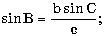 sin B = b sin C / c;